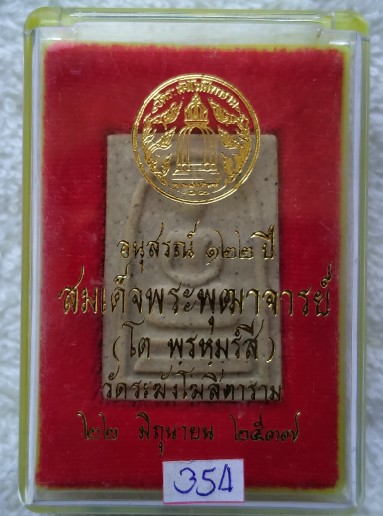 อนุสรณ์ ๑๒๒ ปี
สมเด็จพระพุฒาจารย์
(โต พรหฺมรํสี)
วัดระฆังโฆสิตาราม
๒๒ มิถุนายน ๒๕๓๗
354